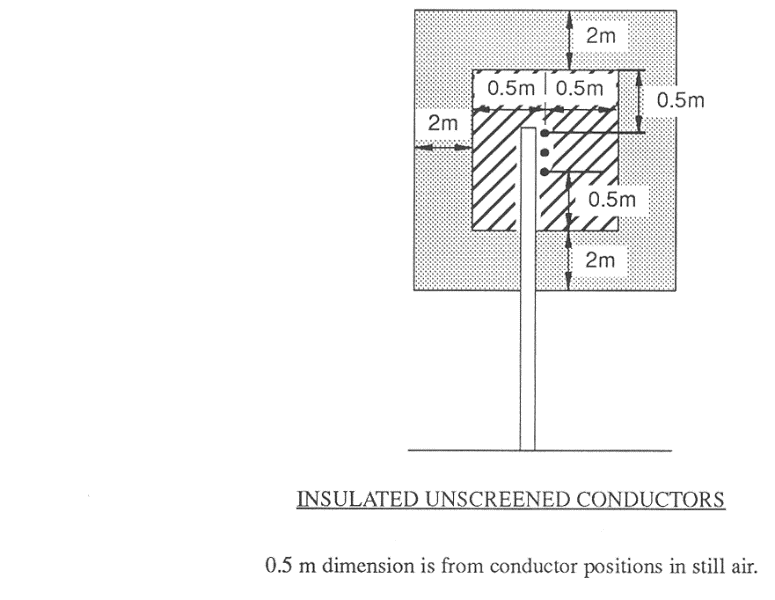 2m
0.5m 0.5m
0.5m
2m
0.5m
2m
INSULATED UNSCREENED CONDUCTORS
0.5 m dimension is from conductor positions in still air.